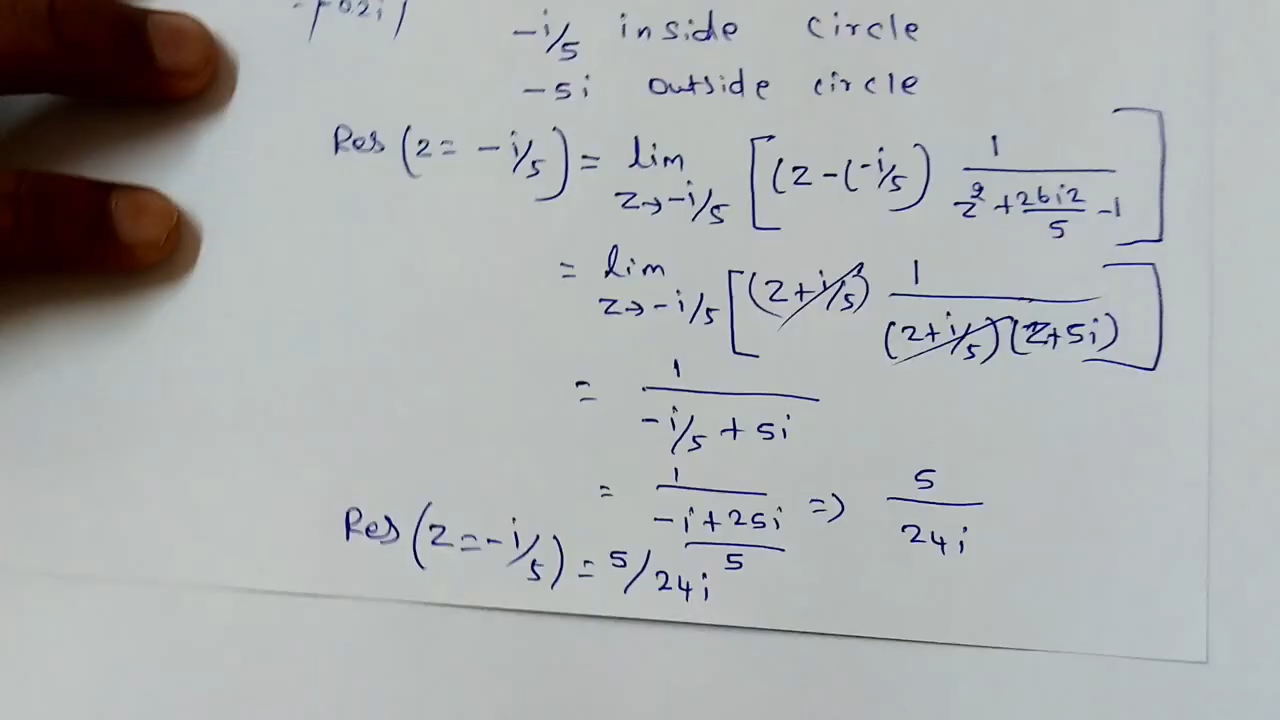 -i/5 inside circle
-5i outside circle
Res (z = -i/5) = lim z→-i/5 [(z-(-i/5) 1/(z² + 26iz/5 - 1)]
= lim z→-i/5 [(z+i/5) 1/((z+i/5)(z+5i))]
= 1/(-i/5 + 5i)
= 1/((-i+25i)/5) => 5/24i
Res (z=-i/5) = 5/24i